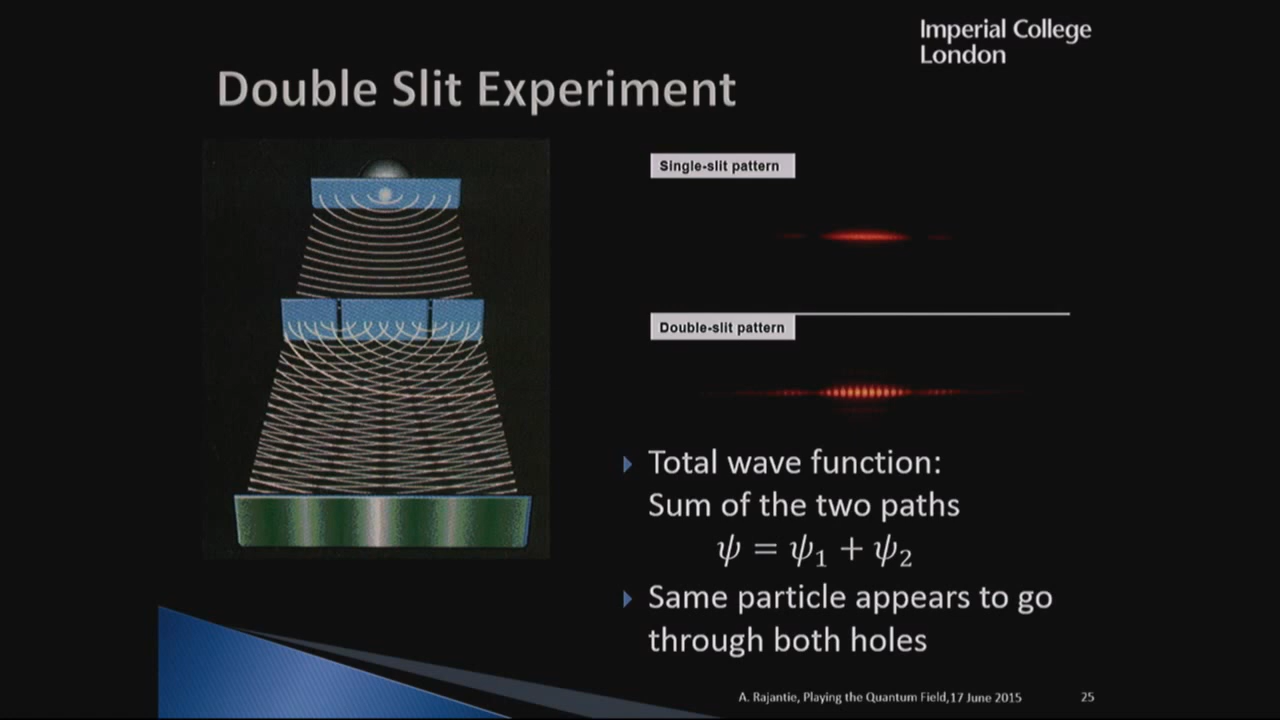 Imperial College
London
Double Slit Experiment
Single-slit pattern
Double-slit pattern
Total wave function:
Sum of the two paths
ψ = ψ₁ + ψ₂
Same particle appears to go
through both holes
A. Rajantie, Playing the Quantum Field,17 June 2015
25